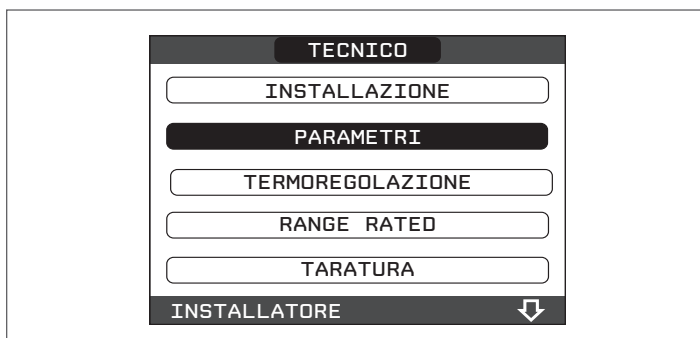 TECNICO
INSTALLAZIONE
PARAMETRI
TERMOREGOLAZIONE
RANGE RATED
TARATURA
INSTALLATORE